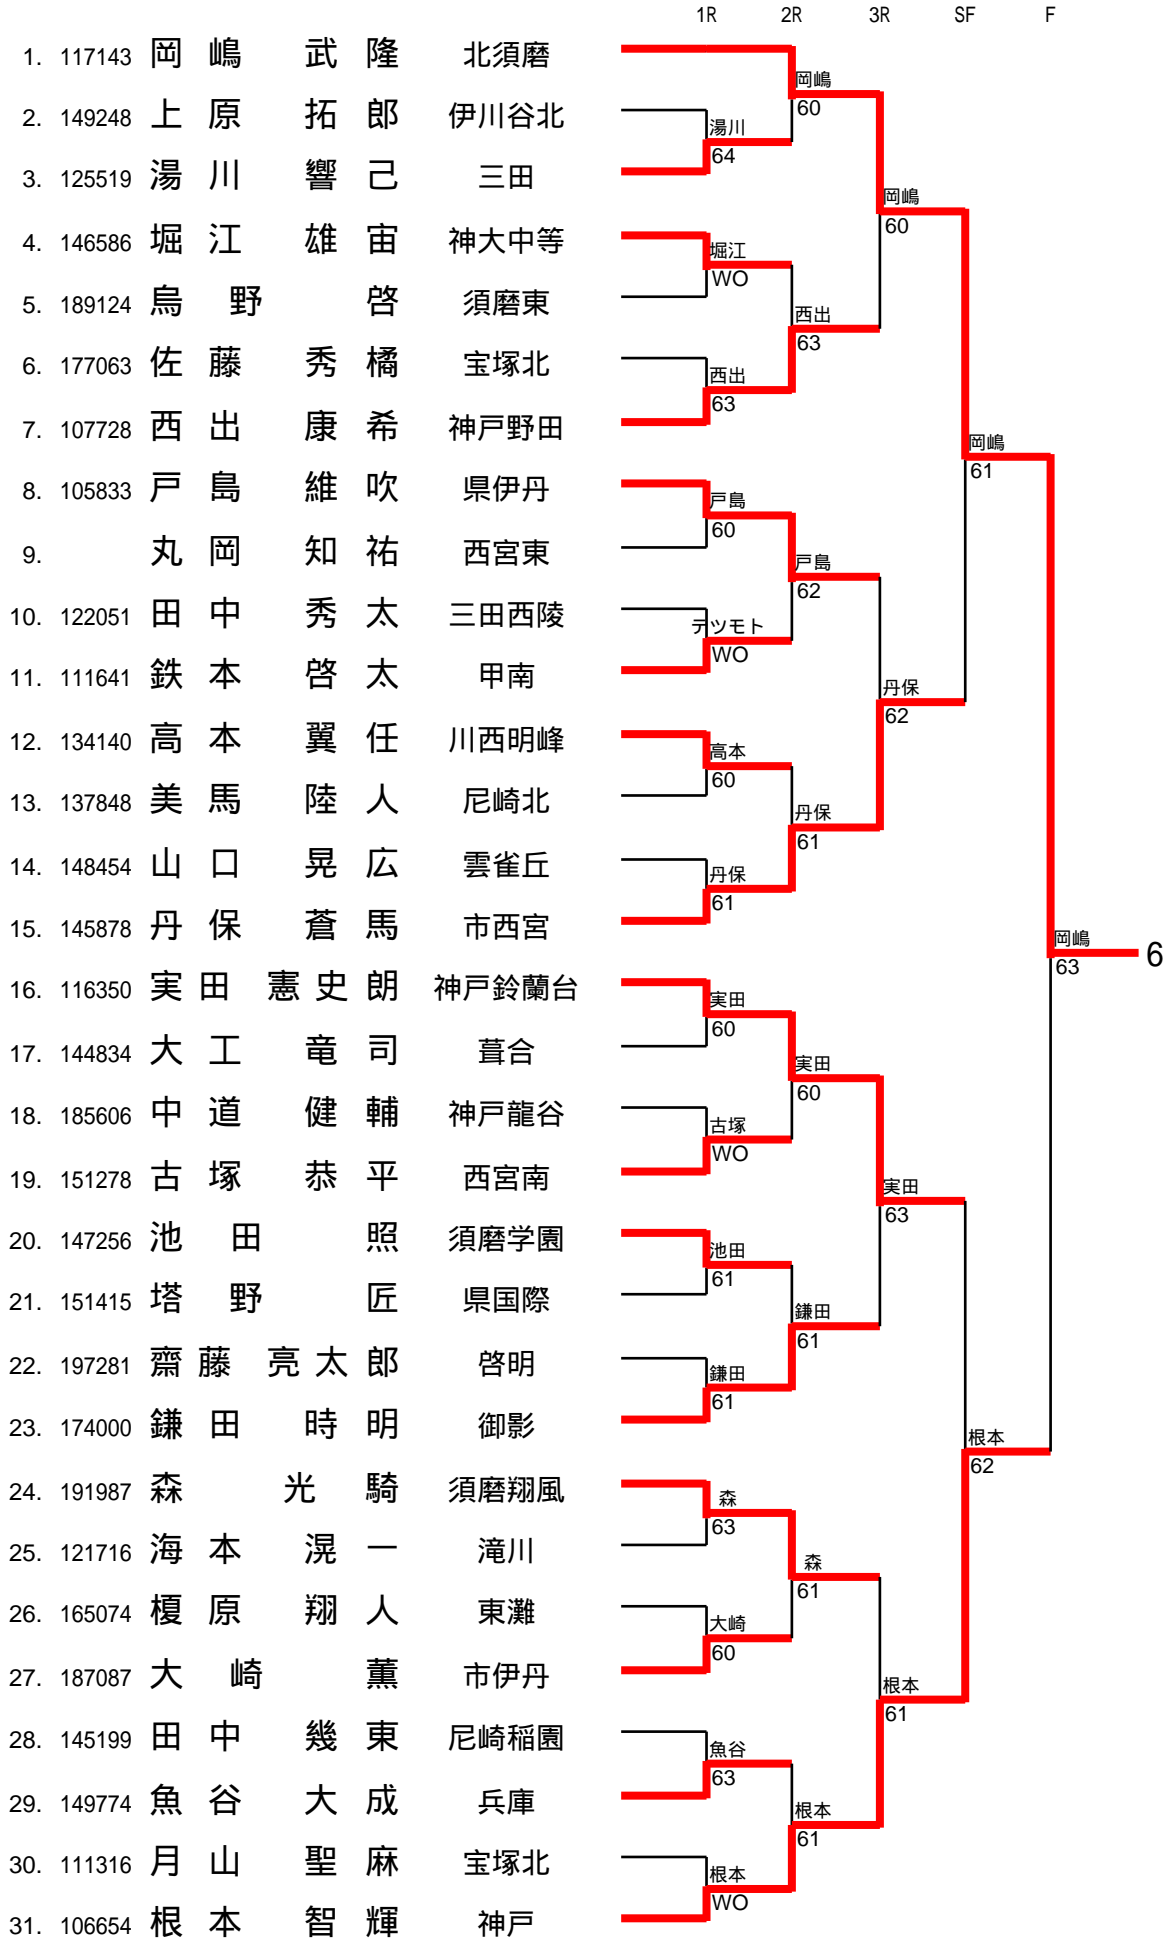 1R 2R 3R SF F
1. 117143 岡嶋 武隆 北須磨
岡嶋
60
2. 149248 上原 拓郎 伊川谷北
湯川
64
3. 125519 湯川 響己 三田
岡嶋
60
4. 146586 堀江 雄宙 神大中等
堀江
WO
5. 189124 烏野 啓 須磨東
西出
63
6. 177063 佐藤 秀橘 宝塚北
西出
63
7. 107728 西出 康希 神戸野田
岡嶋
61
8. 105833 戸島 維吹 県伊丹
戸島
60
9. 丸岡 知祐 西宮東
戸島
62
10. 122051 田中 秀太 三田西陵
テツモト
WO
11. 111641 鉄本 啓太 甲南
丹保
62
12. 134140 高本 翼任 川西明峰
高本
60
13. 137848 美馬 陸人 尼崎北
丹保
61
14. 148454 山口 晃広 雲雀丘
丹保
61
15. 145878 丹保 蒼馬 市西宮
岡嶋
63
6
16. 116350 実田 憲史朗 神戸鈴蘭台
実田
60
17. 144834 大工 竜司 葺合
実田
60
18. 185606 中道 健輔 神戸龍谷
古塚
WO
19. 151278 古塚 恭平 西宮南
実田
63
20. 147256 池田 照 須磨学園
池田
61
21. 151415 塔野 匠 県国際
鎌田
61
22. 197281 齋藤 亮太郎 啓明
鎌田
61
23. 174000 鎌田 時明 御影
根本
62
24. 191987 森 光騎 須磨翔風
森
63
25. 121716 海本 滉一 滝川
森
61
26. 165074 榎原 翔人 東灘
大崎
60
27. 187087 大崎 薫 市伊丹
根本
61
28. 145199 田中 幾東 尼崎稲園
魚谷
63
29. 149774 魚谷 大成 兵庫
根本
61
30. 111316 月山 聖麻 宝塚北
根本
WO
31. 106654 根本 智輝 神戸